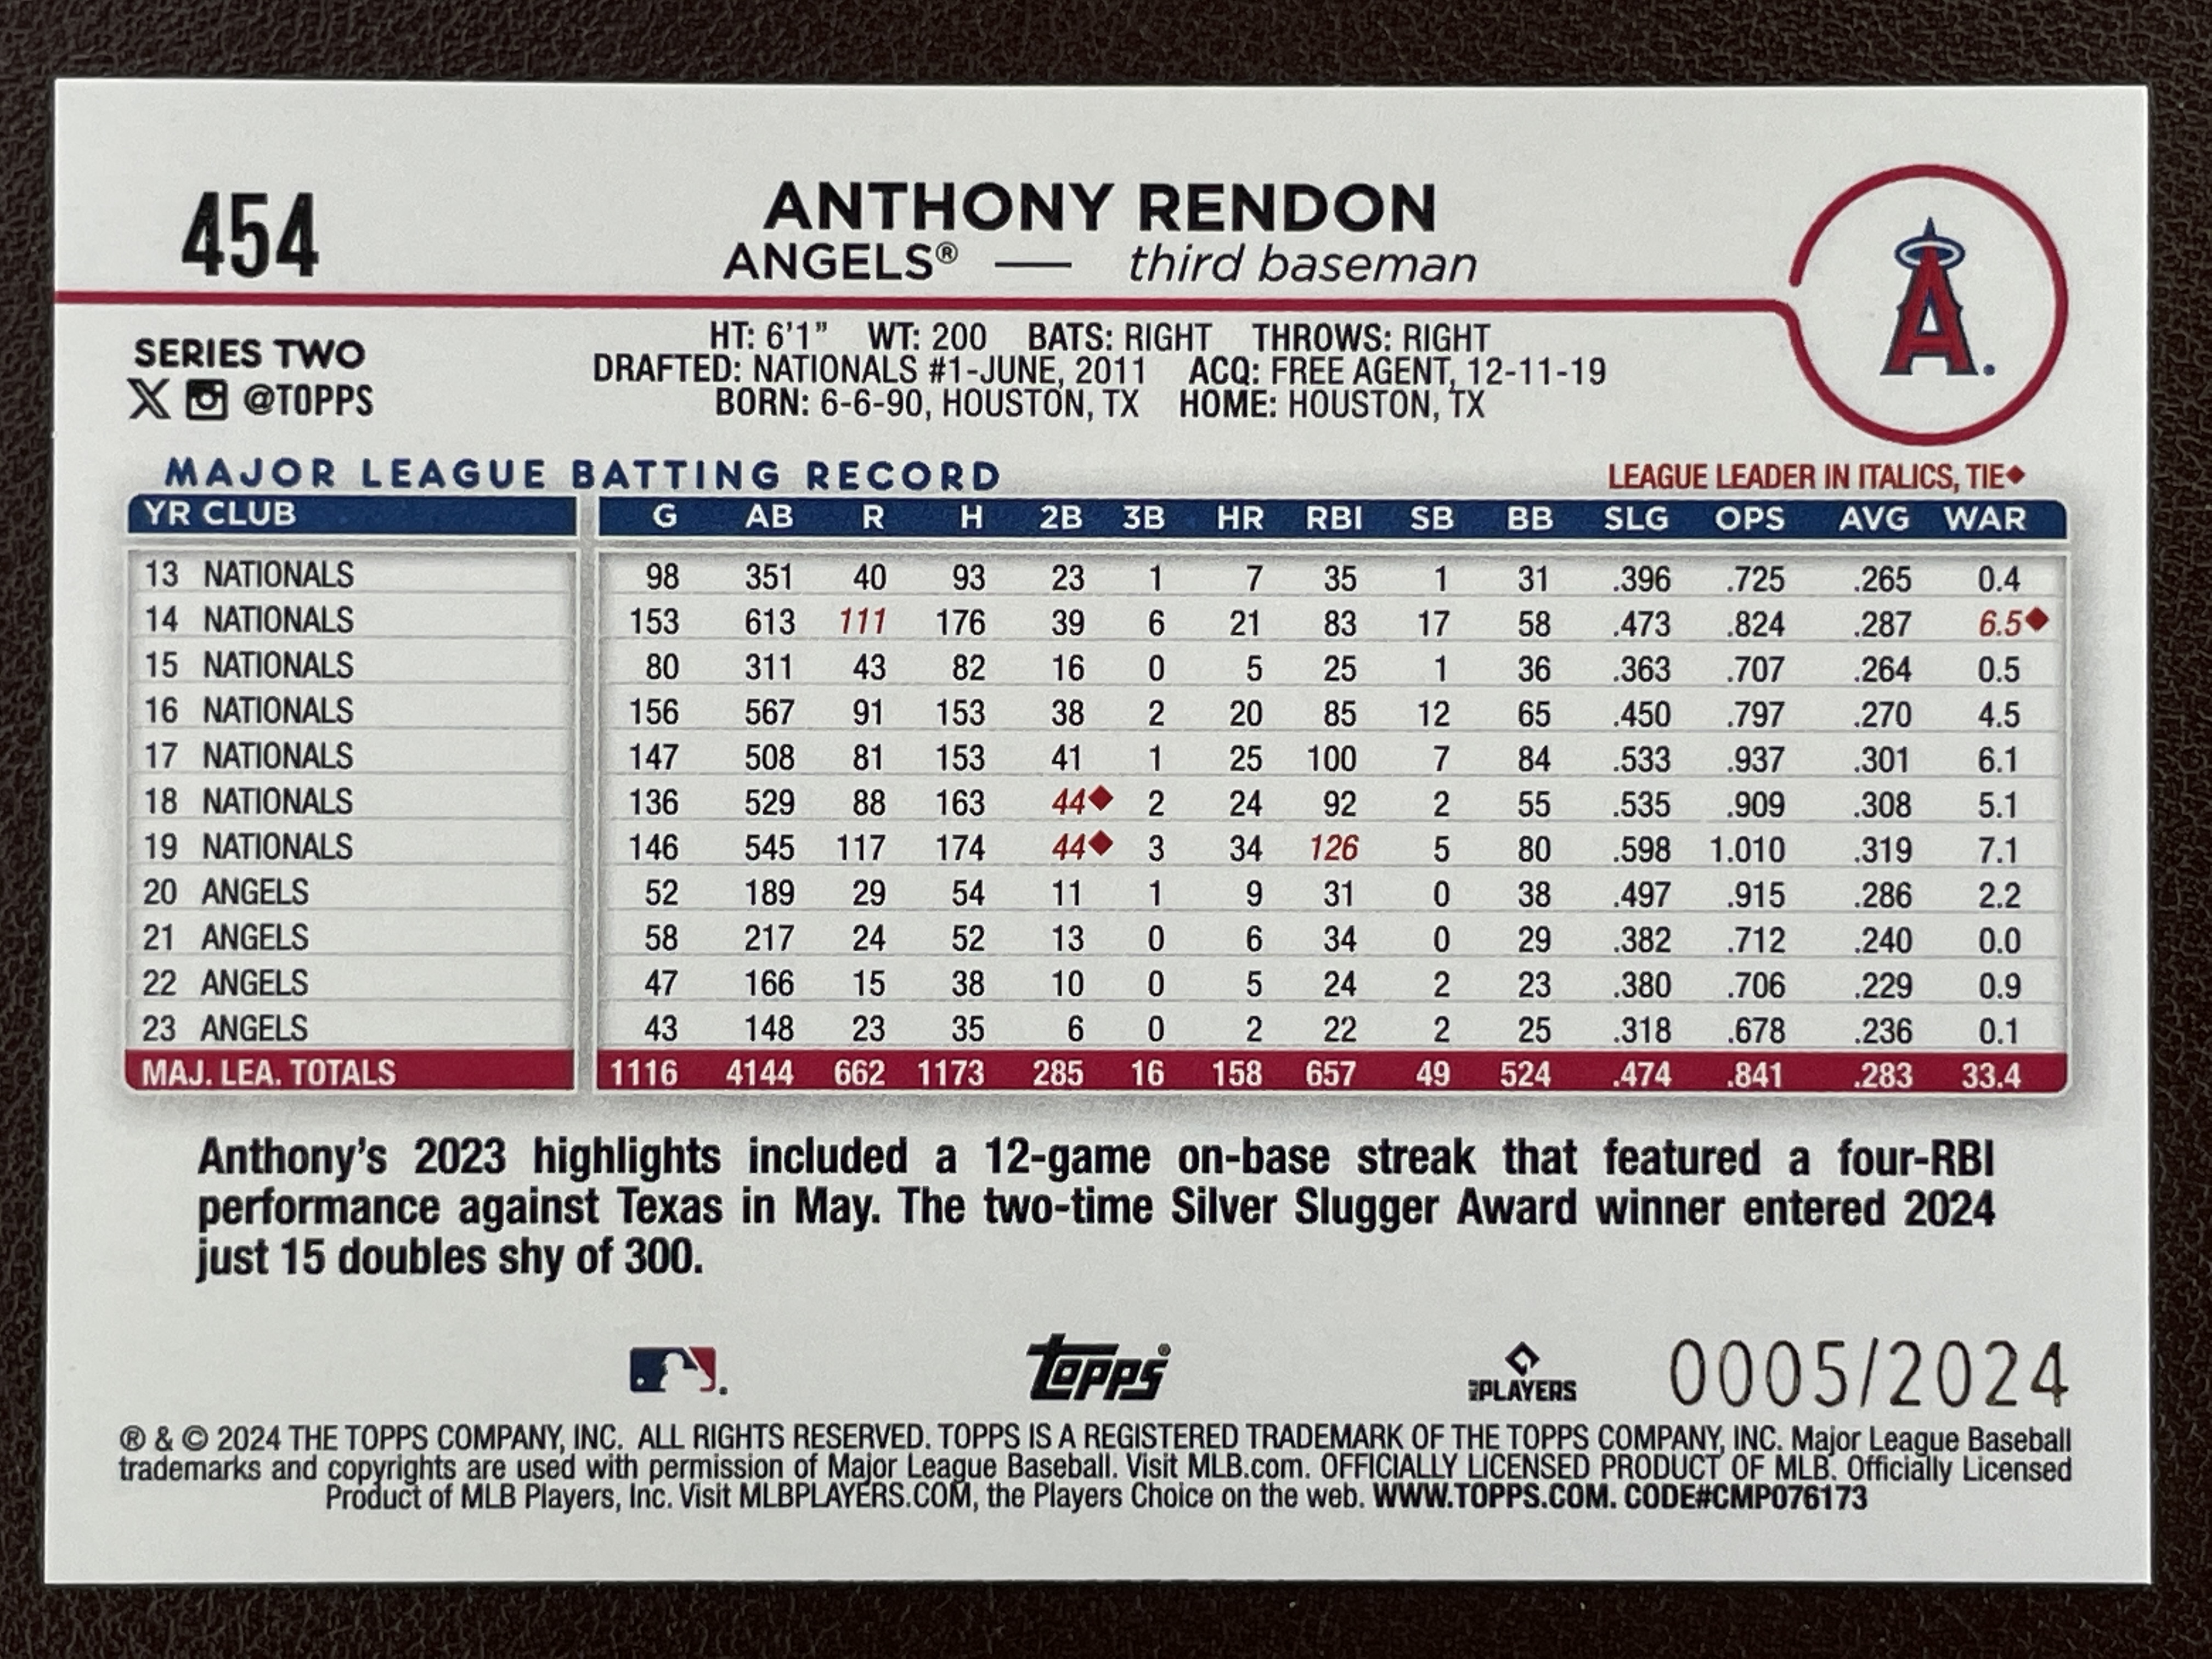 454
ANTHONY RENDON
ANGELS® — third baseman
A.
SERIES TWO
X @TOPPS
HT: 6'1" WT: 200 BATS: RIGHT THROWS: RIGHT
DRAFTED: NATIONALS #1-JUNE, 2011 ACQ: FREE AGENT, 12-11-19
BORN: 6-6-90, HOUSTON, TX HOME: HOUSTON, TX
MAJOR LEAGUE BATTING RECORD LEAGUE LEADER IN ITALICS, TIE◆
YR CLUB G AB R H 2B 3B HR RBI SB BB SLG OPS AVG WAR
13 NATIONALS 98 351 40 93 23 1 7 35 1 31 .396 .725 .265 0.4
14 NATIONALS 153 613 111 176 39 6 21 83 17 58 .473 .824 .287 6.5◆
15 NATIONALS 80 311 43 82 16 0 5 25 1 36 .363 .707 .264 0.5
16 NATIONALS 156 567 91 153 38 2 20 85 12 65 .450 .797 .270 4.5
17 NATIONALS 147 508 81 153 41 1 25 100 7 84 .533 .937 .301 6.1
18 NATIONALS 136 529 88 163 44◆ 2 24 92 2 55 .535 .909 .308 5.1
19 NATIONALS 146 545 117 174 44◆ 3 34 126 5 80 .598 1.010 .319 7.1
20 ANGELS 52 189 29 54 11 1 9 31 0 38 .497 .915 .286 2.2
21 ANGELS 58 217 24 52 13 0 6 34 0 29 .382 .712 .240 0.0
22 ANGELS 47 166 15 38 10 0 5 24 2 23 .380 .706 .229 0.9
23 ANGELS 43 148 23 35 6 0 2 22 2 25 .318 .678 .236 0.1
MAJ. LEA. TOTALS 1116 4144 662 1173 285 16 158 657 49 524 .474 .841 .283 33.4
Anthony's 2023 highlights included a 12-game on-base streak that featured a four-RBI
performance against Texas in May. The two-time Silver Slugger Award winner entered 2024
just 15 doubles shy of 300.
topps® PLAYERS 0005/2024
® & © 2024 THE TOPPS COMPANY, INC. ALL RIGHTS RESERVED. TOPPS IS A REGISTERED TRADEMARK OF THE TOPPS COMPANY, INC. Major League Baseball
trademarks and copyrights are used with permission of Major League Baseball. Visit MLB.com. OFFICIALLY LICENSED PRODUCT OF MLB. Officially Licensed
Product of MLB Players, Inc. Visit MLBPLAYERS.COM, the Players Choice on the web. WWW.TOPPS.COM. CODE#CMP076173